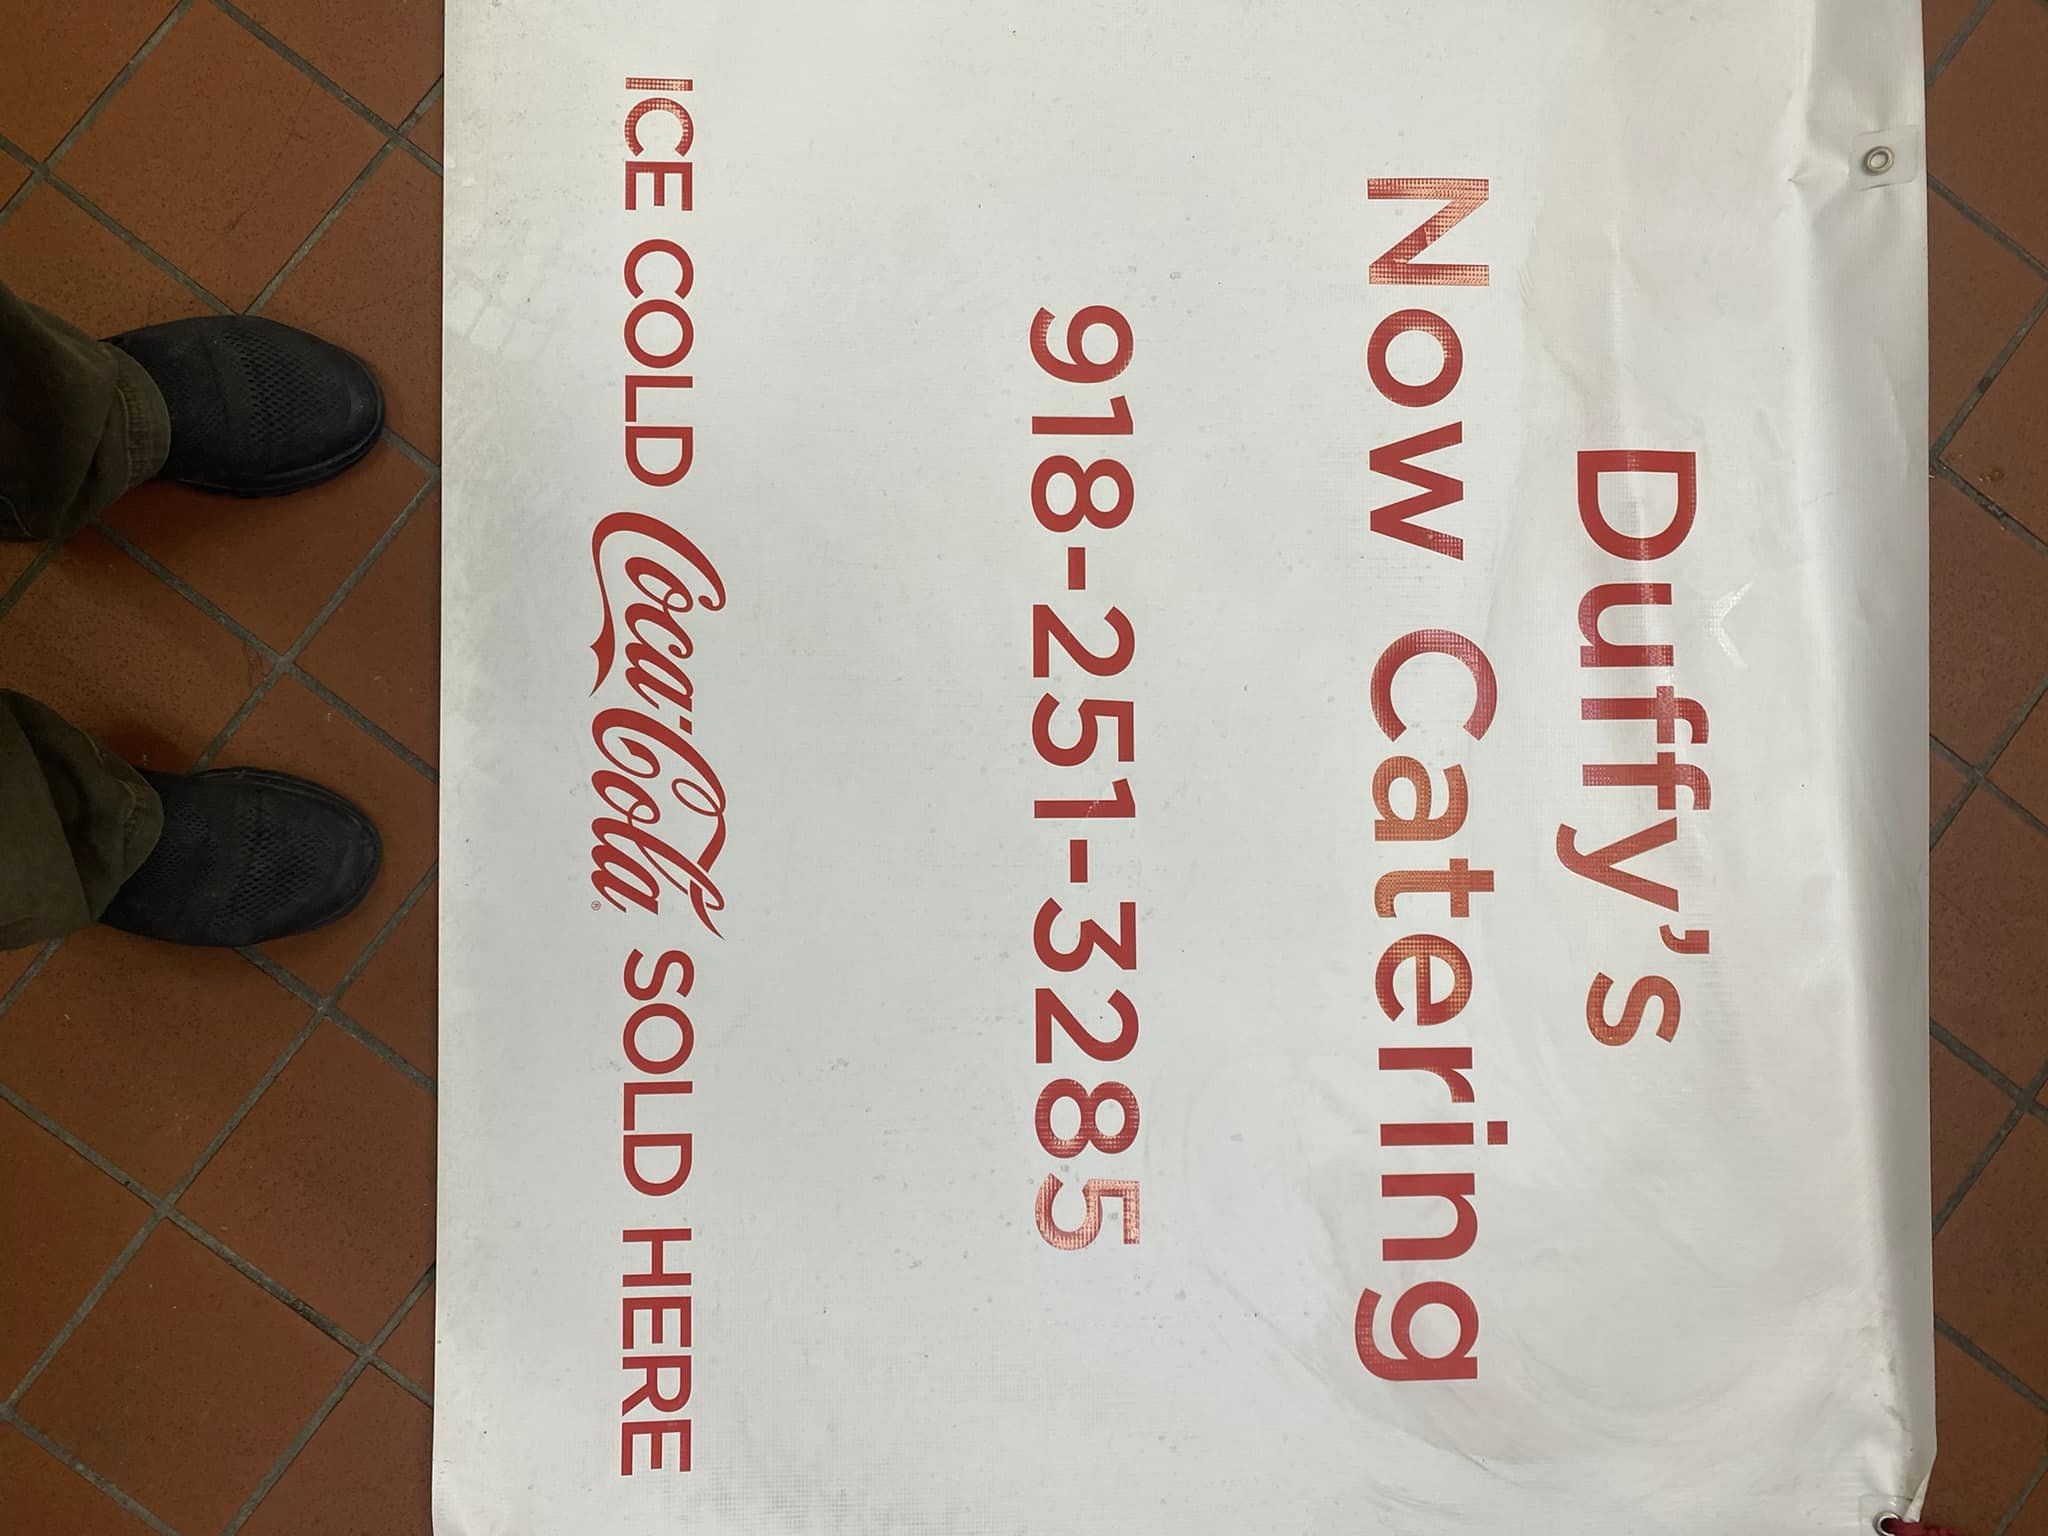 Duffy's
Now Catering
918-251-3285
ICE COLD Coca-Cola® SOLD HERE